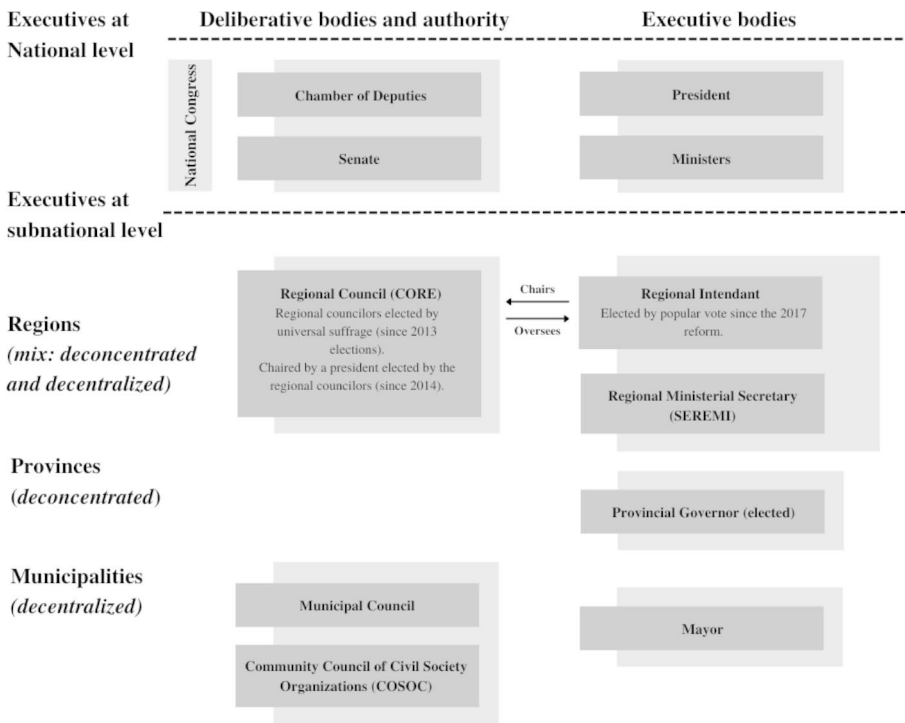 Executives at
National level
Deliberative bodies and authority
Executive bodies
National Congress
Chamber of Deputies
Senate
President
Ministers
Executives at
subnational level
Regions
(mix: deconcentrated
and decentralized)
Regional Council (CORE)
Regional councilors elected by
universal suffrage (since 2013
elections).
Chaired by a president elected by the
regional councilors (since 2014).
Chairs
Oversees
Regional Intendant
Elected by popular vote since the 2017
reform.
Regional Ministerial Secretary
(SEREMI)
Provinces
(deconcentrated)
Provincial Governor (elected)
Municipalities
(decentralized)
Municipal Council
Community Council of Civil Society
Organizations (COSOC)
Mayor